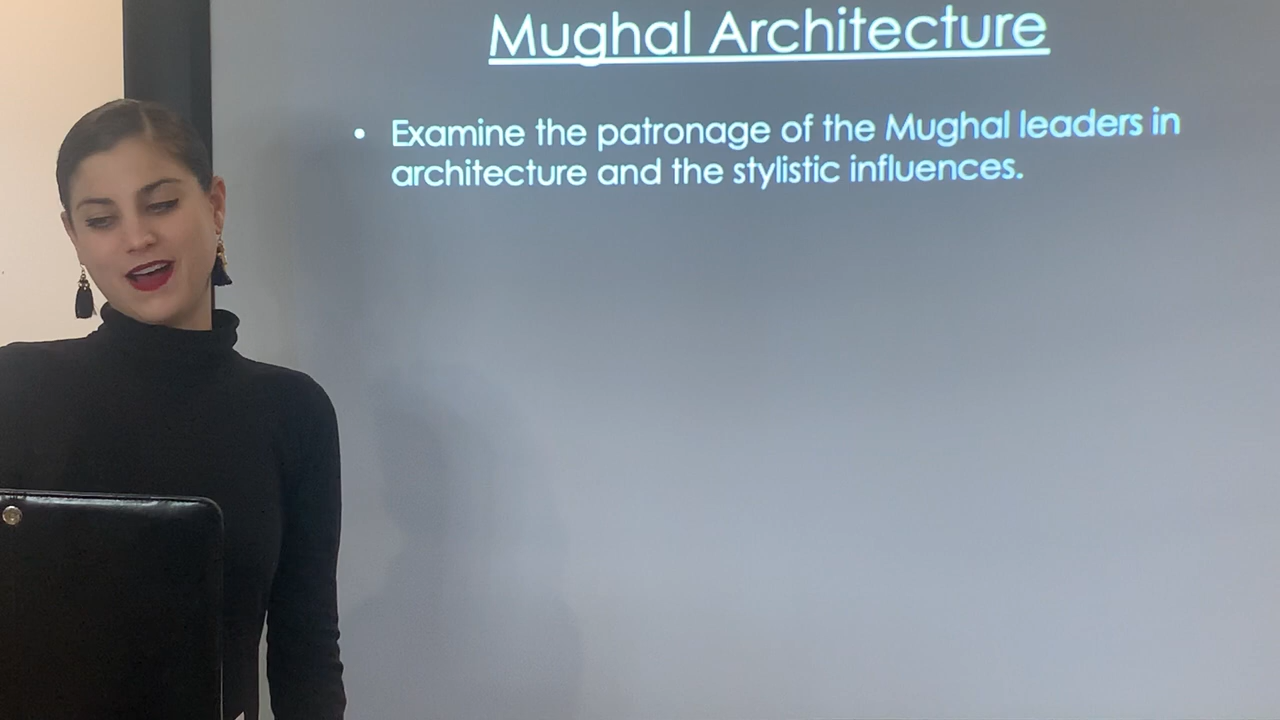 Mughal Architecture
• Examine the patronage of the Mughal leaders in
architecture and the stylistic influences.